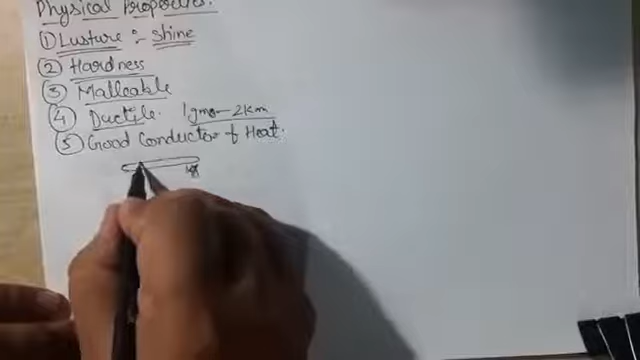 Physical Properties.
① Lusture :- Shine
② Hardness
③ Malleable
④ Ductile. 1gm - 2km
⑤ Good Conductor of Heat.